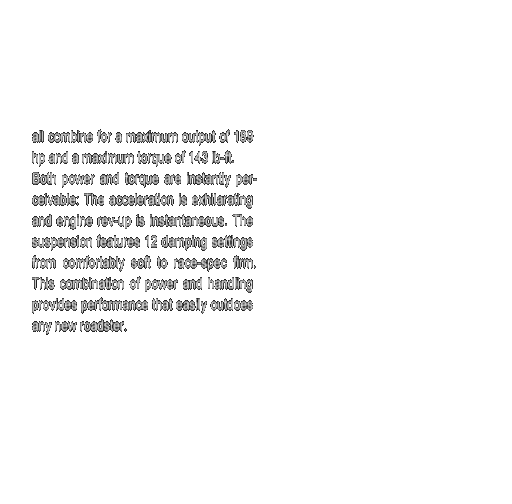 all combine for a maximum output of 199
hp and a maximum torque of 143 lb-ft.
Both power and torque are instantly per-
ceivable: The acceleration is exhilarating
and engine rev-up is instantaneous. The
suspension features 12 damping settings
from comfortably soft to race-spec firm.
This combination of power and handling
provides performance that easily outdoes
any new roadster.